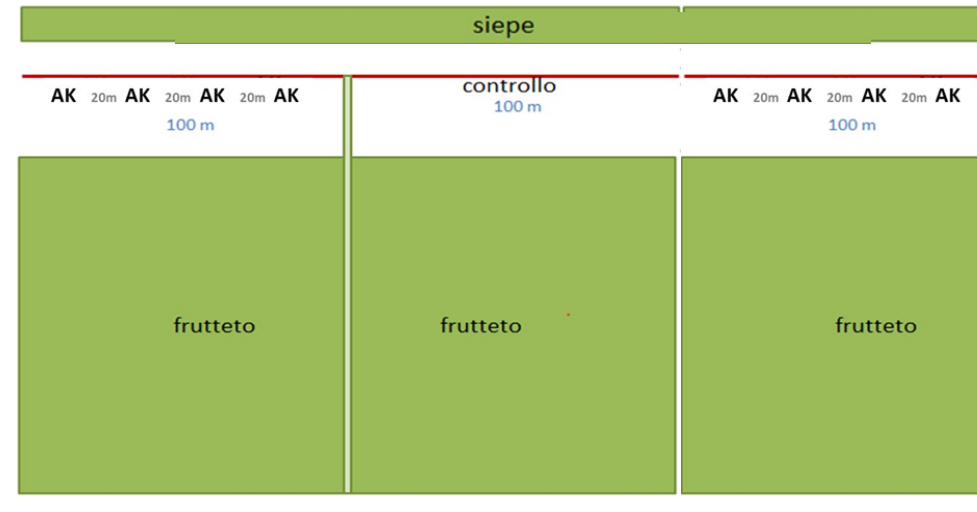 siepe
controllo
AK 20m AK 20m AK 20m AK
100 m
AK 20m AK 20m AK 20m AK
100 m
100 m
frutteto
frutteto
frutteto